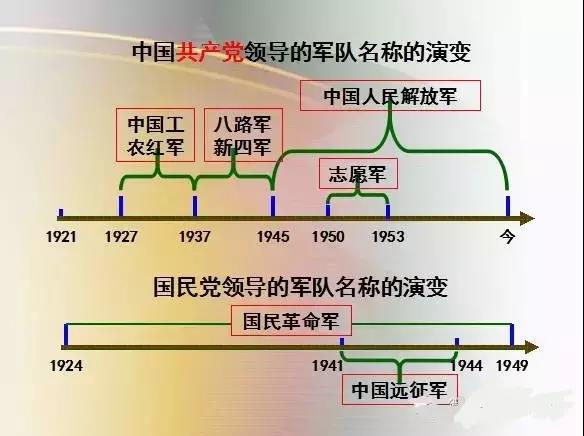 中国共产党领导的军队名称的演变
中国人民解放军
中国工
农红军
八路军
新四军
志愿军
1921 1927 1937 1945 1950 1953 今
国民党领导的军队名称的演变
国民革命军
1924 1941 1944 1949
中国远征军